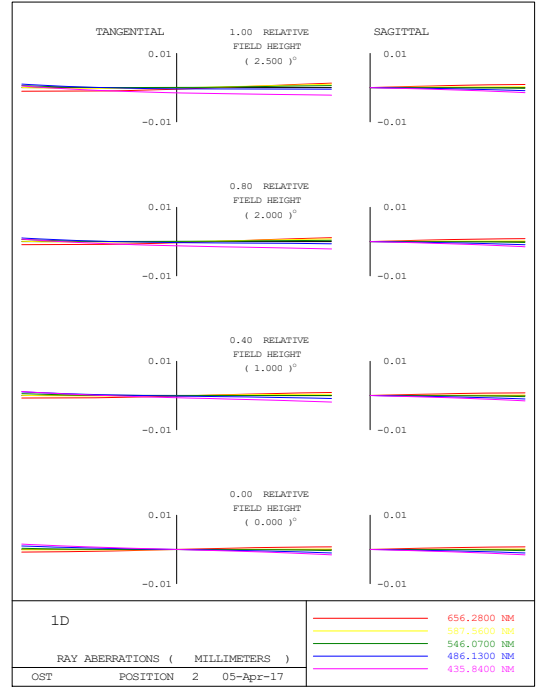 TANGENTIAL 1.00 RELATIVE SAGITTAL
FIELD HEIGHT
( 2.500 )°
0.01 0.01
-0.01 -0.01
0.80 RELATIVE
FIELD HEIGHT
( 2.000 )°
0.01 0.01
-0.01 -0.01
0.40 RELATIVE
FIELD HEIGHT
( 1.000 )°
0.01 0.01
-0.01 -0.01
0.00 RELATIVE
FIELD HEIGHT
( 0.000 )°
0.01 0.01
-0.01 -0.01
1D
RAY ABERRATIONS ( MILLIMETERS )
OST POSITION 2 05-Apr-17
656.2800 NM
587.5600 NM
546.0700 NM
486.1300 NM
435.8400 NM